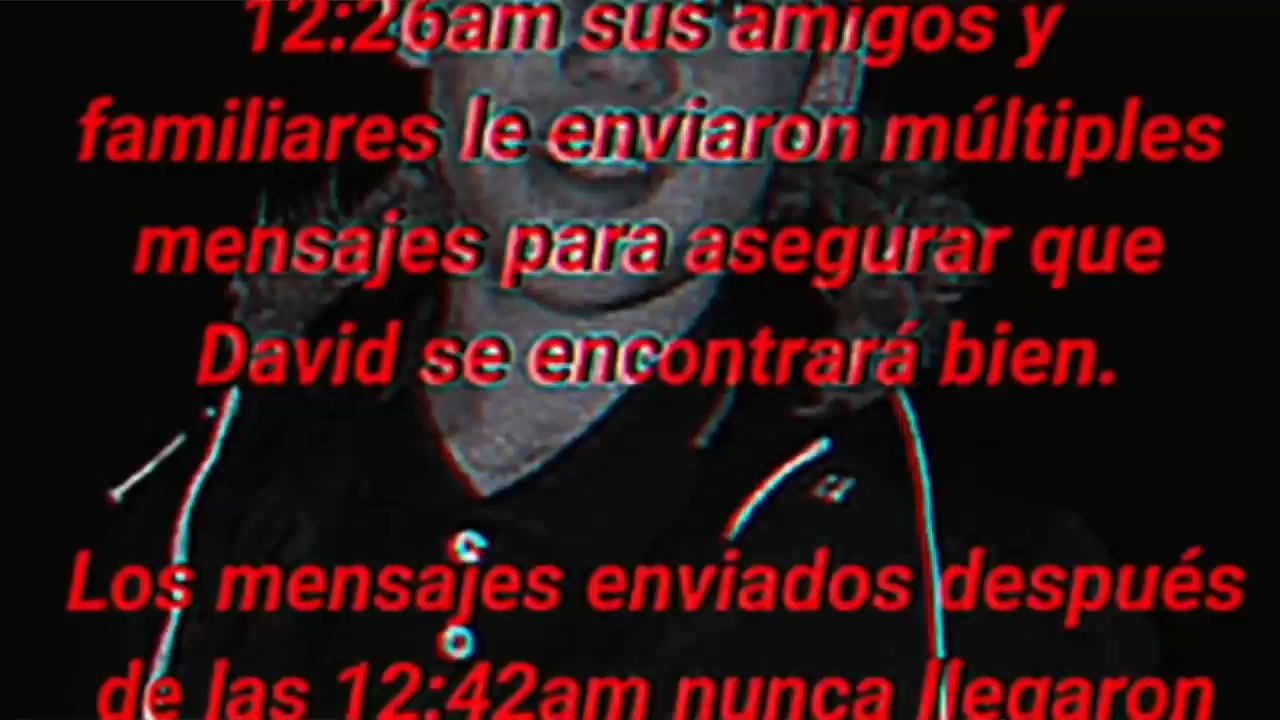 12:26am sus amigos y
familiares le enviaron múltiples
mensajes para asegurar que
David se encontrará bien.
Los mensajes enviados después
de las 12:42am nunca llegaron